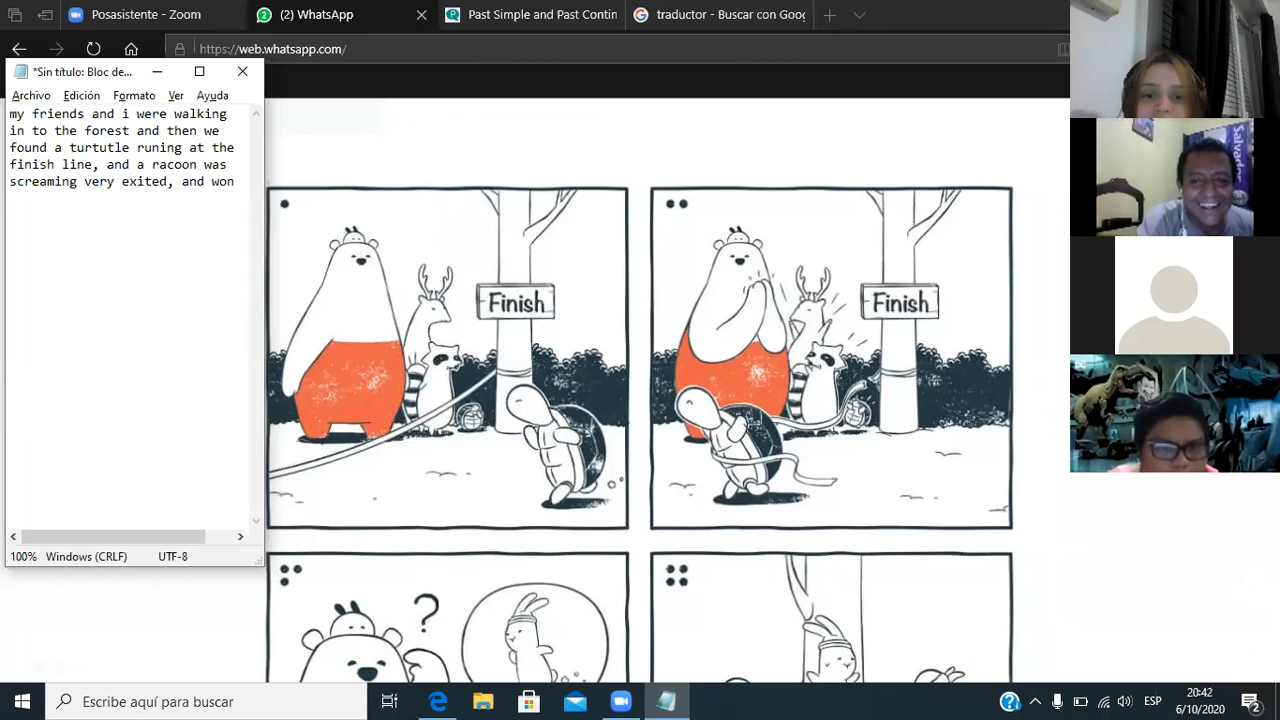 Posasistente - Zoom
(2) WhatsApp
Past Simple and Past Contin
traductor - Buscar con Goog
https://web.whatsapp.com/
*Sin título: Bloc de...
Archivo Edición Formato Ver Ayuda
my friends and i were walking
in to the forest and then we
found a turtutle runing at the
finish line, and a racoon was
screaming very exited, and won
100% Windows (CRLF) UTF-8
Finish
Finish
?
Salvador
Escribe aquí para buscar
ESP
20:42
6/10/2020
2